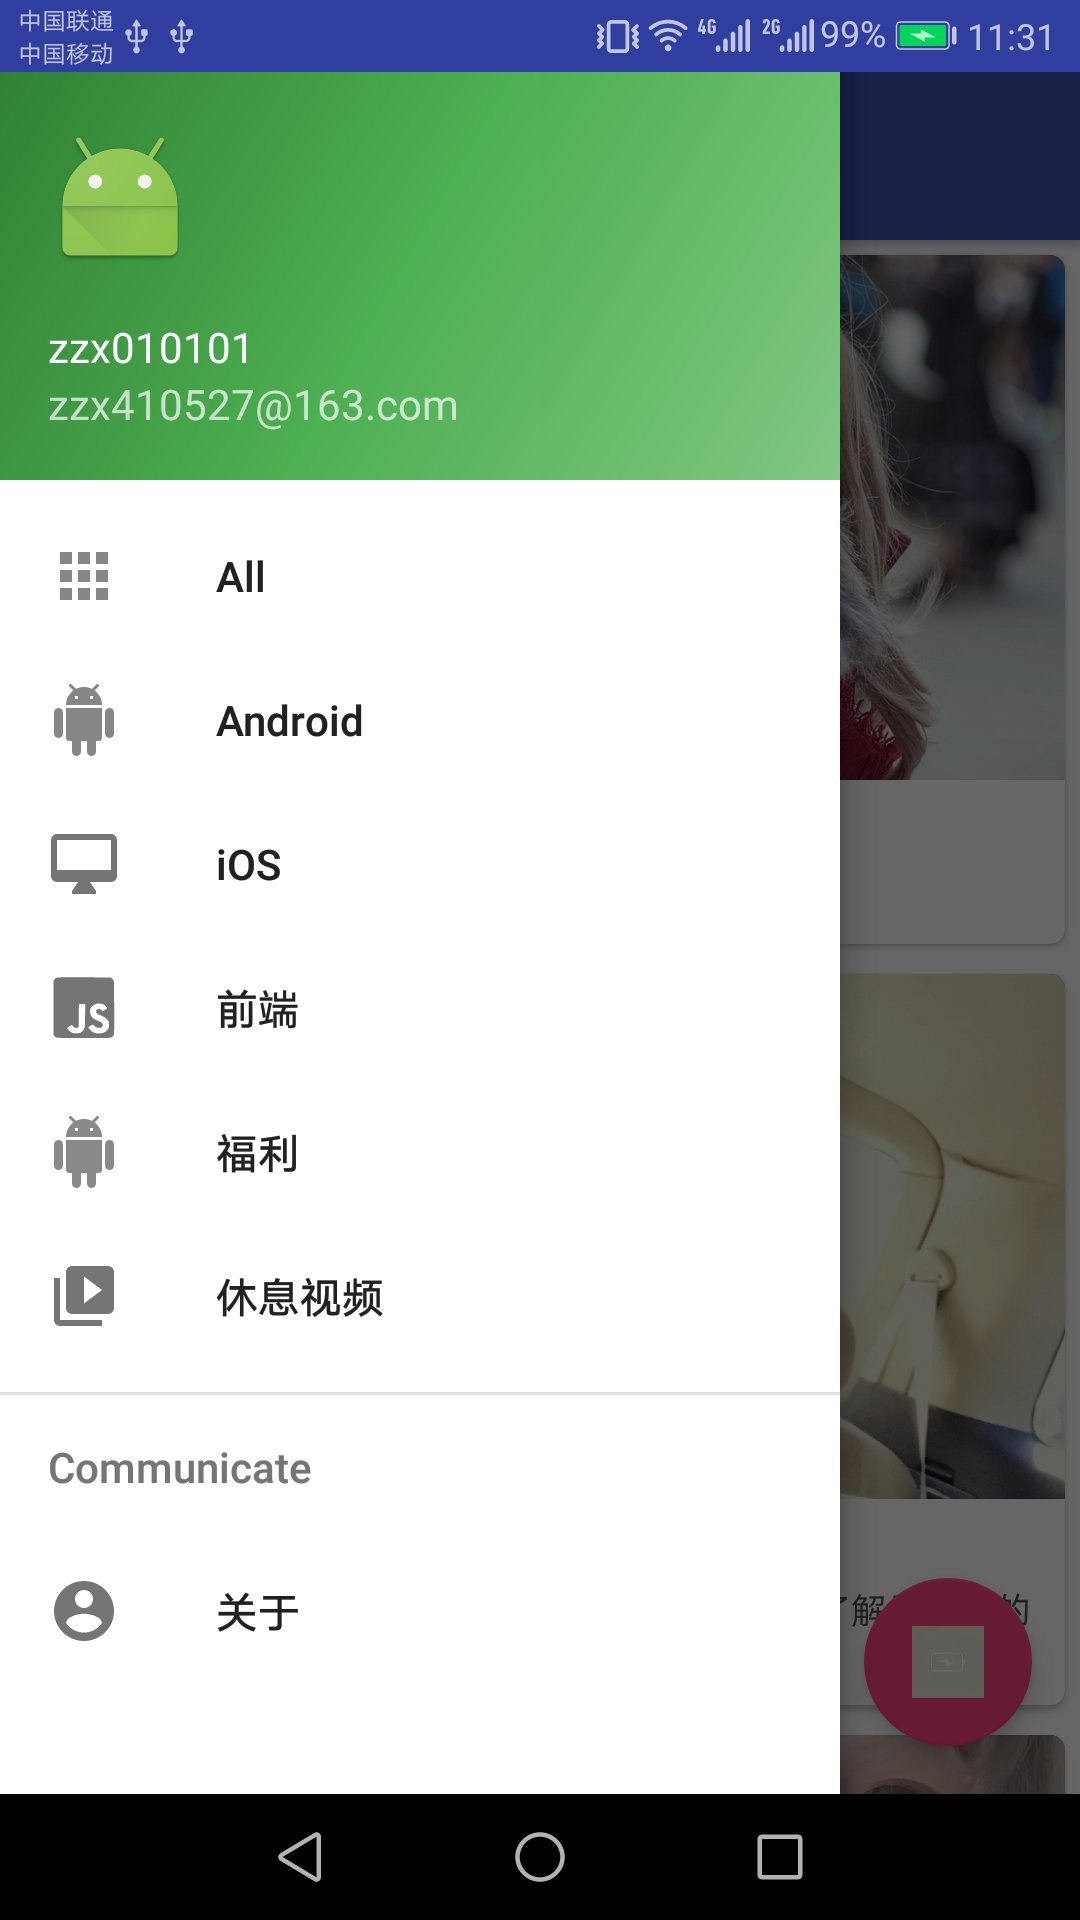 中国联通
中国移动
4G 2G 99% 11:31
zzx010101
zzx410527@163.com
All
Android
iOS
JS 前端
福利
休息视频
Communicate
了解 的
关于